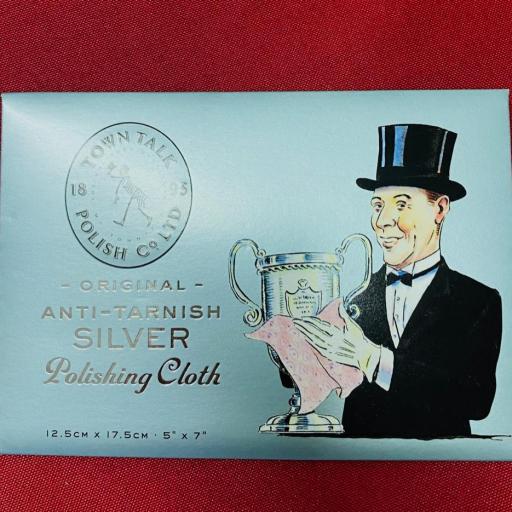 TOWN TALK
18 95
POLISH Co LTD
- ORIGINAL -
ANTI-TARNISH
SILVER
Polishing Cloth
12.5CM X 17.5CM · 5" X 7"